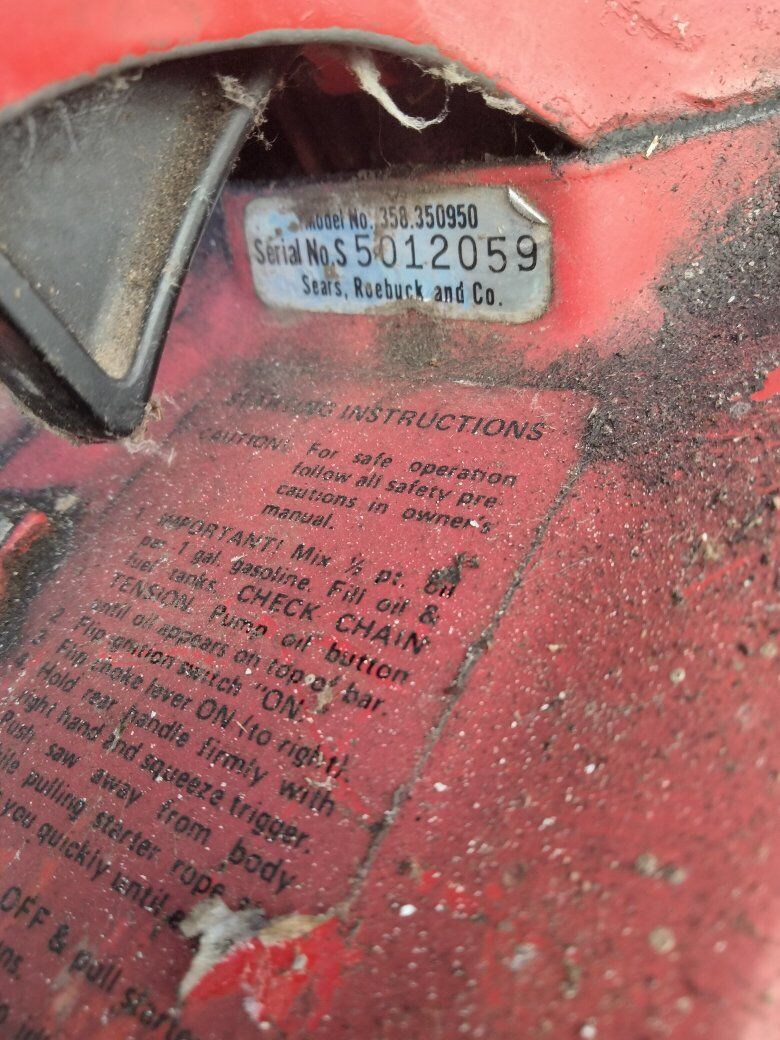 Model No. 358.350950
Serial No.S 5012059
Sears, Roebuck and Co.
STARTING INSTRUCTIONS
CAUTION: For safe operation
follow all safety pre
cautions in owner's
manual.
IMPORTANT! Mix ½ pt. oil
per 1 gal. gasoline. Fill oil &
fuel tanks. CHECK CHAIN
TENSION. Pump oil button
until oil appears on top of bar.
2. Flip ignition switch "ON."
3. Flip choke lever ON (to right).
4. Hold rear handle firmly with
right hand and squeeze trigger.
Push saw away from body
while pulling starter rope
you quickly until
OFF & pull starter